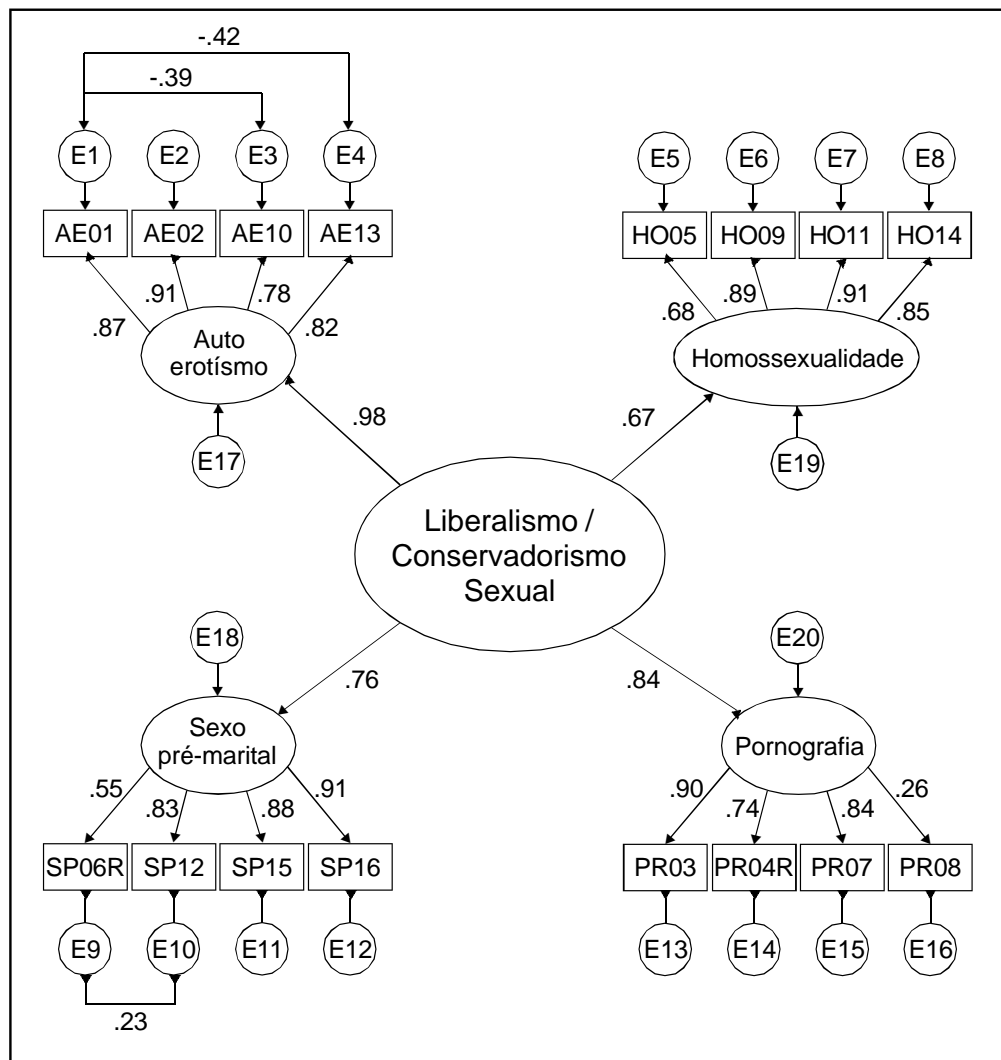 -.42
-.39
E1 E2 E3 E4
E5 E6 E7 E8
AE01 AE02 AE10 AE13
HO05 HO09 HO11 HO14
.87 .91 .78 .82
.68 .89 .91 .85
Auto
erotísmo
Homossexualidade
.98
.67
E17
E19
Liberalismo /
Conservadorismo
Sexual
E18
E20
.76
.84
Sexo
pré-marital
Pornografia
.55 .83 .88 .91
.90 .74 .84 .26
SP06R SP12 SP15 SP16
PR03 PR04R PR07 PR08
E9 E10 E11 E12
E13 E14 E15 E16
.23